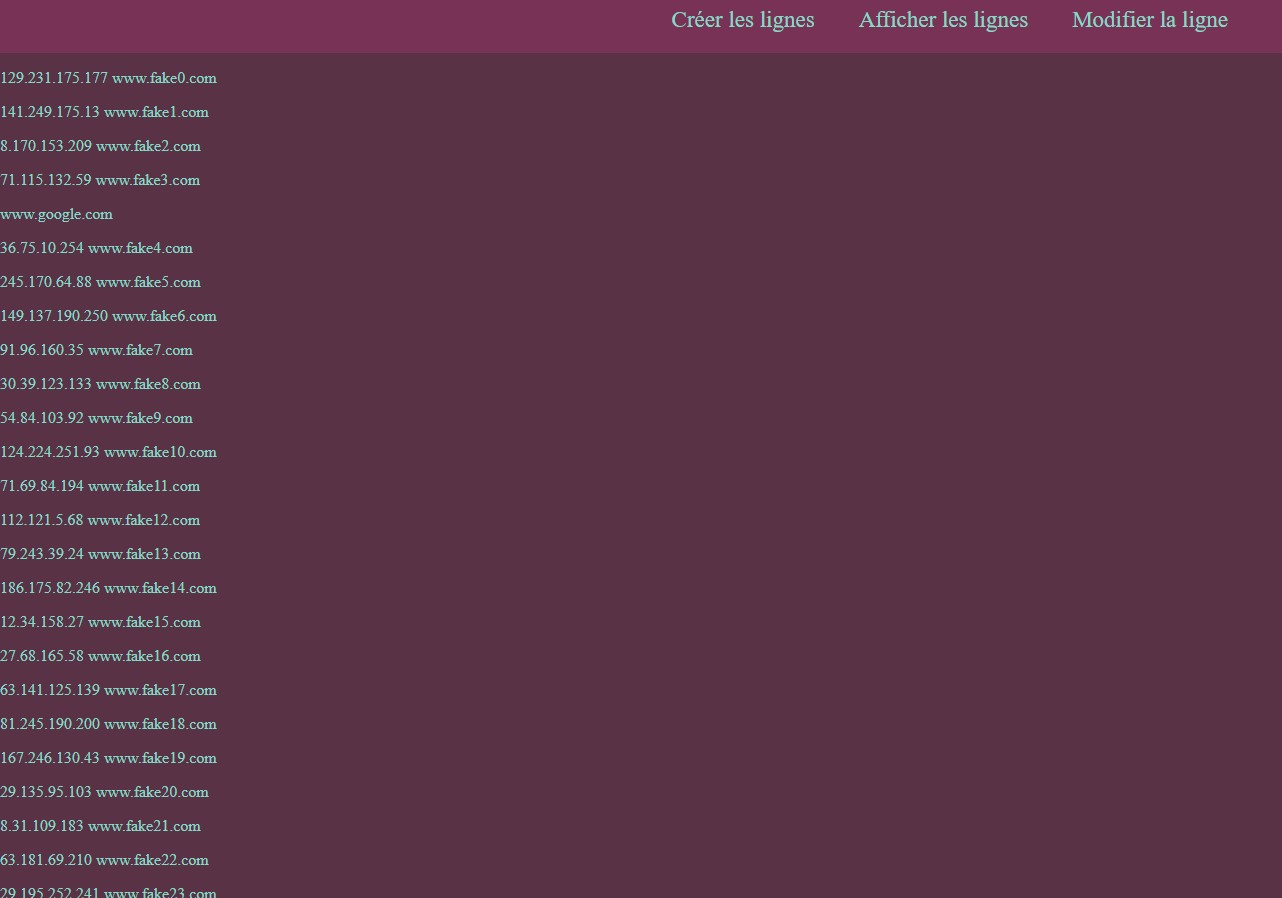 Créer les lignes Afficher les lignes Modifier la ligne
129.231.175.177 www.fake0.com
141.249.175.13 www.fake1.com
8.170.153.209 www.fake2.com
71.115.132.59 www.fake3.com
www.google.com
36.75.10.254 www.fake4.com
245.170.64.88 www.fake5.com
149.137.190.250 www.fake6.com
91.96.160.35 www.fake7.com
30.39.123.133 www.fake8.com
54.84.103.92 www.fake9.com
124.224.251.93 www.fake10.com
71.69.84.194 www.fake11.com
112.121.5.68 www.fake12.com
79.243.39.24 www.fake13.com
186.175.82.246 www.fake14.com
12.34.158.27 www.fake15.com
27.68.165.58 www.fake16.com
63.141.125.139 www.fake17.com
81.245.190.200 www.fake18.com
167.246.130.43 www.fake19.com
29.135.95.103 www.fake20.com
8.31.109.183 www.fake21.com
63.181.69.210 www.fake22.com
29.195.252.241 www.fake23.com